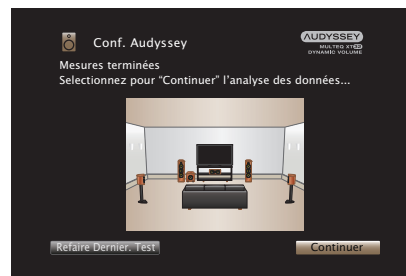 Conf. Audyssey
AUDYSSEY
MULTEQ XT32
DYNAMIC VOLUME
Mesures terminées
Selectionnez pour “Continuer” l’analyse des données...
Refaire Dernier. Test
Continuer